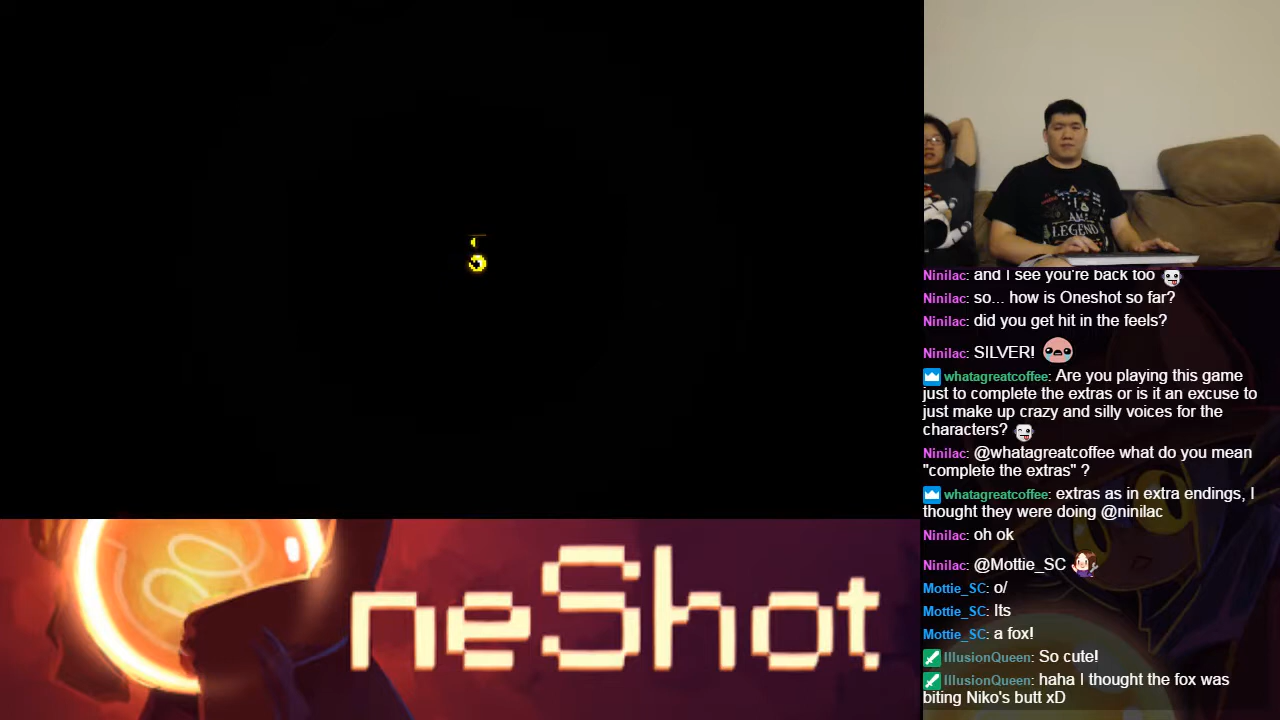 I
AM
LEGEND
Ninilac: and I see you're back too
Ninilac: so... how is Oneshot so far?
Ninilac: did you get hit in the feels?
Ninilac: SILVER!
whatagreatcoffee: Are you playing this game
just to complete the extras or is it an excuse to
just make up crazy and silly voices for the
characters?
Ninilac: @whatagreatcoffee what do you mean
"complete the extras" ?
whatagreatcoffee: extras as in extra endings, I
thought they were doing @ninilac
Ninilac: oh ok
Ninilac: @Mottie_SC
Mottie_SC: o/
Mottie_SC: Its
Mottie_SC: a fox!
IllusionQueen: So cute!
IllusionQueen: haha I thought the fox was
biting Niko's butt xD
neShot